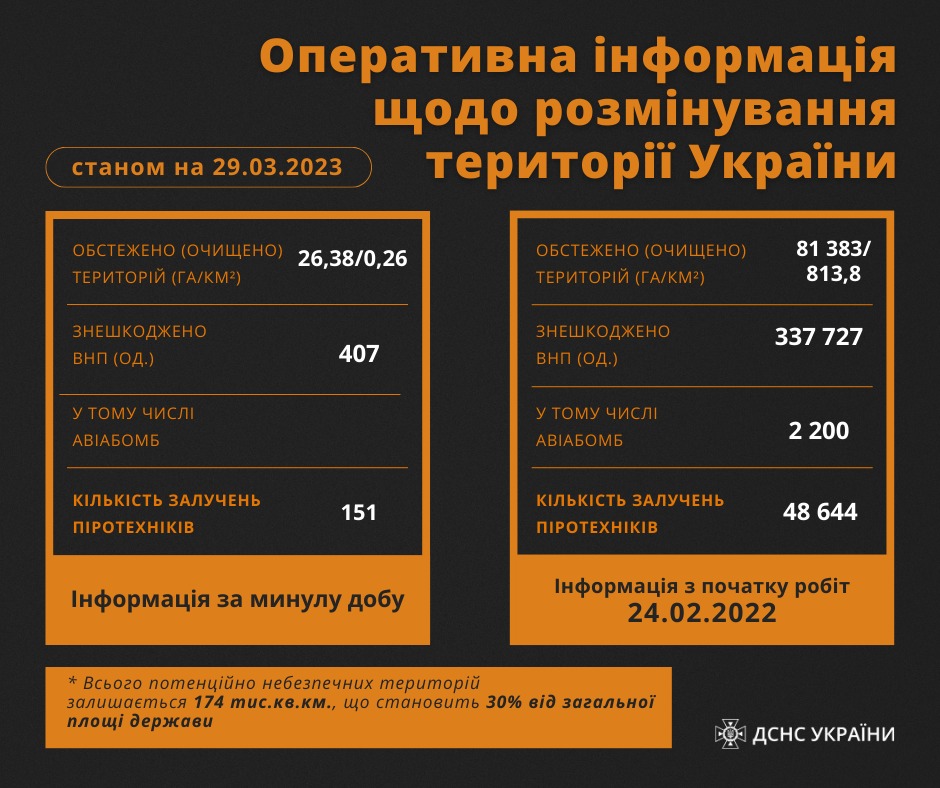 Оперативна інформація
щодо розмінування
території України
станом на 29.03.2023
ОБСТЕЖЕНО (ОЧИЩЕНО)
ТЕРИТОРІЙ (ГА/КМ²)
26,38/0,26
ЗНЕШКОДЖЕНО
ВНП (ОД.)
407
У ТОМУ ЧИСЛІ
АВІАБОМБ
КІЛЬКІСТЬ ЗАЛУЧЕНЬ
ПІРОТЕХНІКІВ
151
Інформація за минулу добу
ОБСТЕЖЕНО (ОЧИЩЕНО)
ТЕРИТОРІЙ (ГА/КМ²)
81 383/
813,8
ЗНЕШКОДЖЕНО
ВНП (ОД.)
337 727
У ТОМУ ЧИСЛІ
АВІАБОМБ
2 200
КІЛЬКІСТЬ ЗАЛУЧЕНЬ
ПІРОТЕХНІКІВ
48 644
Інформація з початку робіт
24.02.2022
* Всього потенційно небезпечних територій
залишається 174 тис.кв.км., що становить 30% від загальної
площі держави
ДСНС УКРАЇНИ